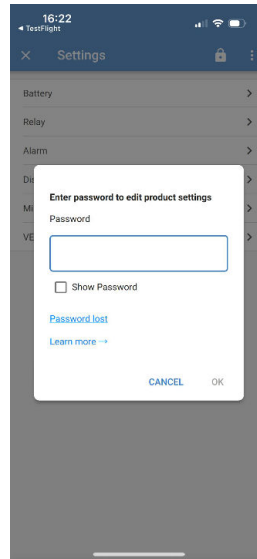 16:22
◄ TestFlight
Settings
Battery
Relay
Alarm
Enter password to edit product settings
Password
Show Password
Password lost
Learn more →
CANCEL
OK